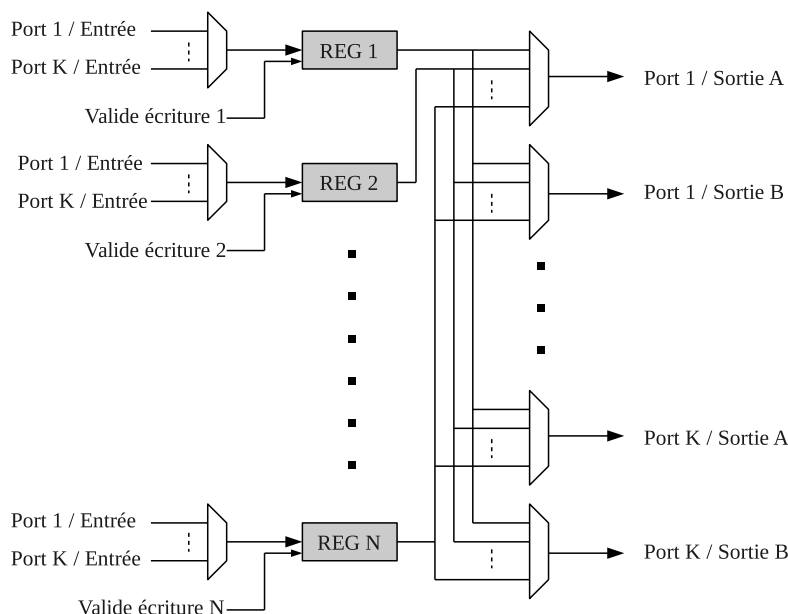 Port 1 / Entrée
Port K / Entrée
REG 1
Valide écriture 1
Port 1 / Sortie A
Port 1 / Entrée
Port K / Entrée
REG 2
Valide écriture 2
Port 1 / Sortie B
Port K / Sortie A
Port 1 / Entrée
Port K / Entrée
REG N
Valide écriture N
Port K / Sortie B